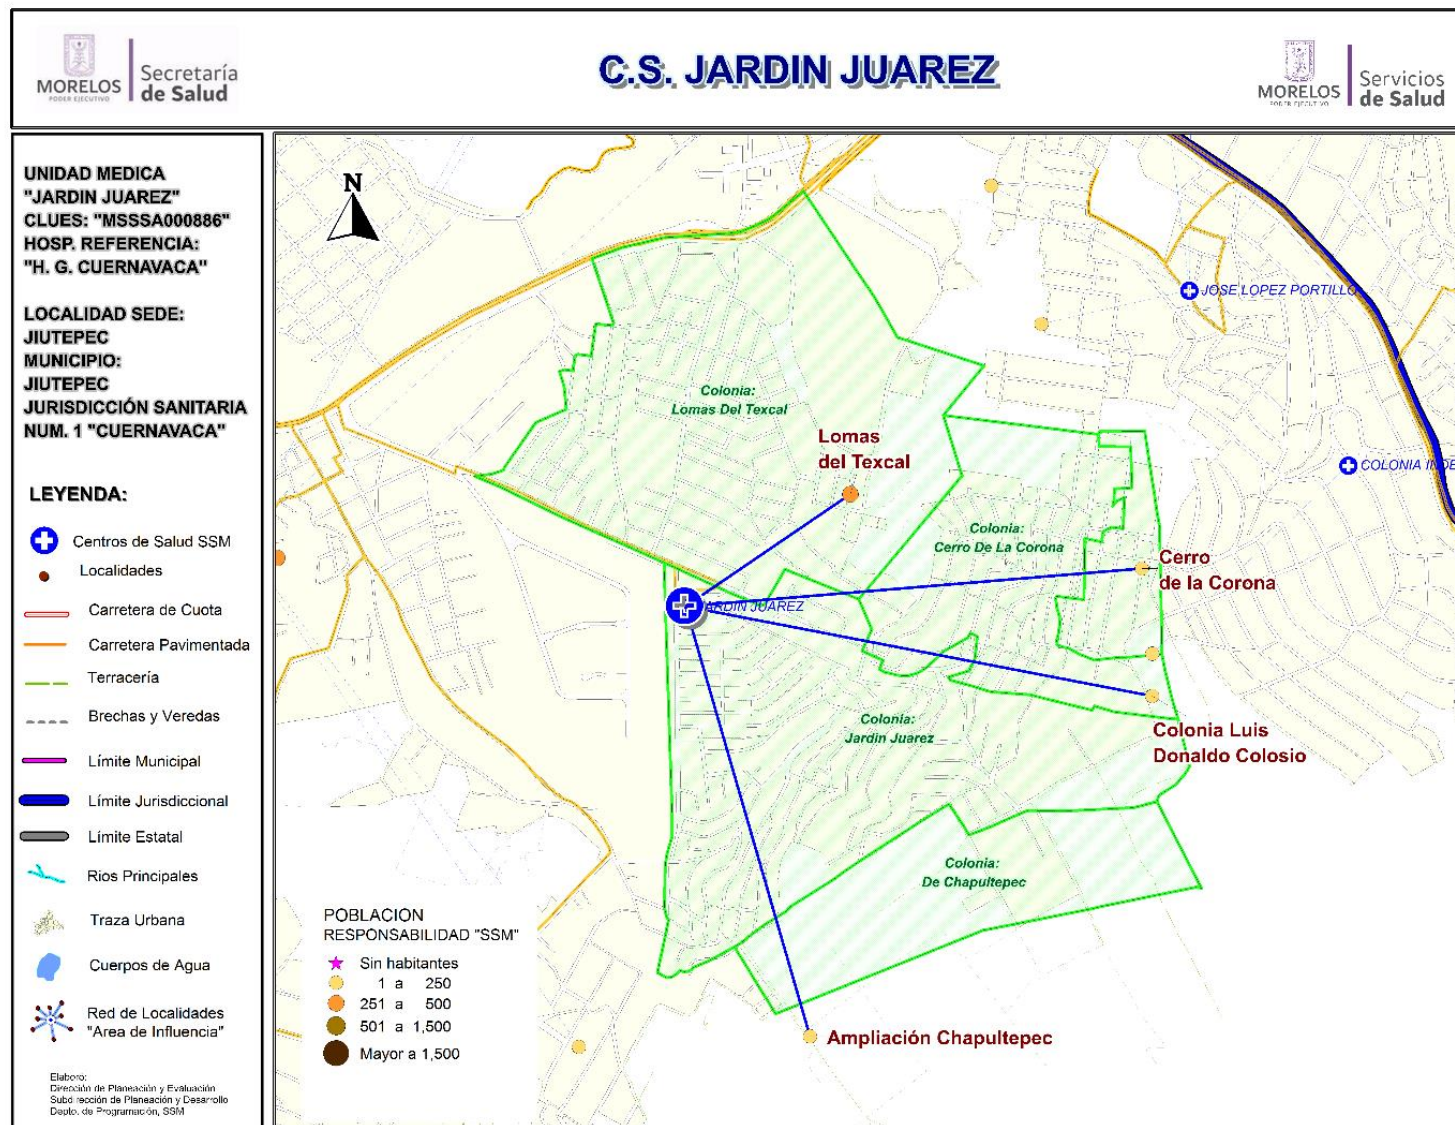 MORELOS
PODER EJECUTIVO
Secretaría
de Salud
C.S. JARDIN JUAREZ
MORELOS
PODER EJECUTIVO
Servicios
de Salud
UNIDAD MEDICA
"JARDIN JUAREZ"
CLUES: "MSSSA000886"
HOSP. REFERENCIA:
"H. G. CUERNAVACA"
LOCALIDAD SEDE:
JIUTEPEC
MUNICIPIO:
JIUTEPEC
JURISDICCIÓN SANITARIA
NUM. 1 "CUERNAVACA"
LEYENDA:
Centros de Salud SSM
Localidades
Carretera de Cuota
Carretera Pavimentada
Terracería
Brechas y Veredas
Límite Municipal
Límite Jurisdiccional
Límite Estatal
Rios Principales
Traza Urbana
Cuerpos de Agua
Red de Localidades
"Area de Influencia"
Elaboro:
Dirección de Planeación y Evaluación
Subdirección de Planeación y Desarrollo
Depto. de Programación, SSM
N
JOSE LOPEZ PORTILLO
Colonia:
Lomas Del Texcal
Lomas
del Texcal
COLONIA INDE
Colonia:
Cerro De La Corona
Cerro
de la Corona
JARDIN JUAREZ
Colonia:
Jardin Juarez
Colonia Luis
Donaldo Colosio
Colonia:
De Chapultepec
Ampliación Chapultepec
POBLACION
RESPONSABILIDAD "SSM"
Sin habitantes
1 a 250
251 a 500
501 a 1,500
Mayor a 1,500